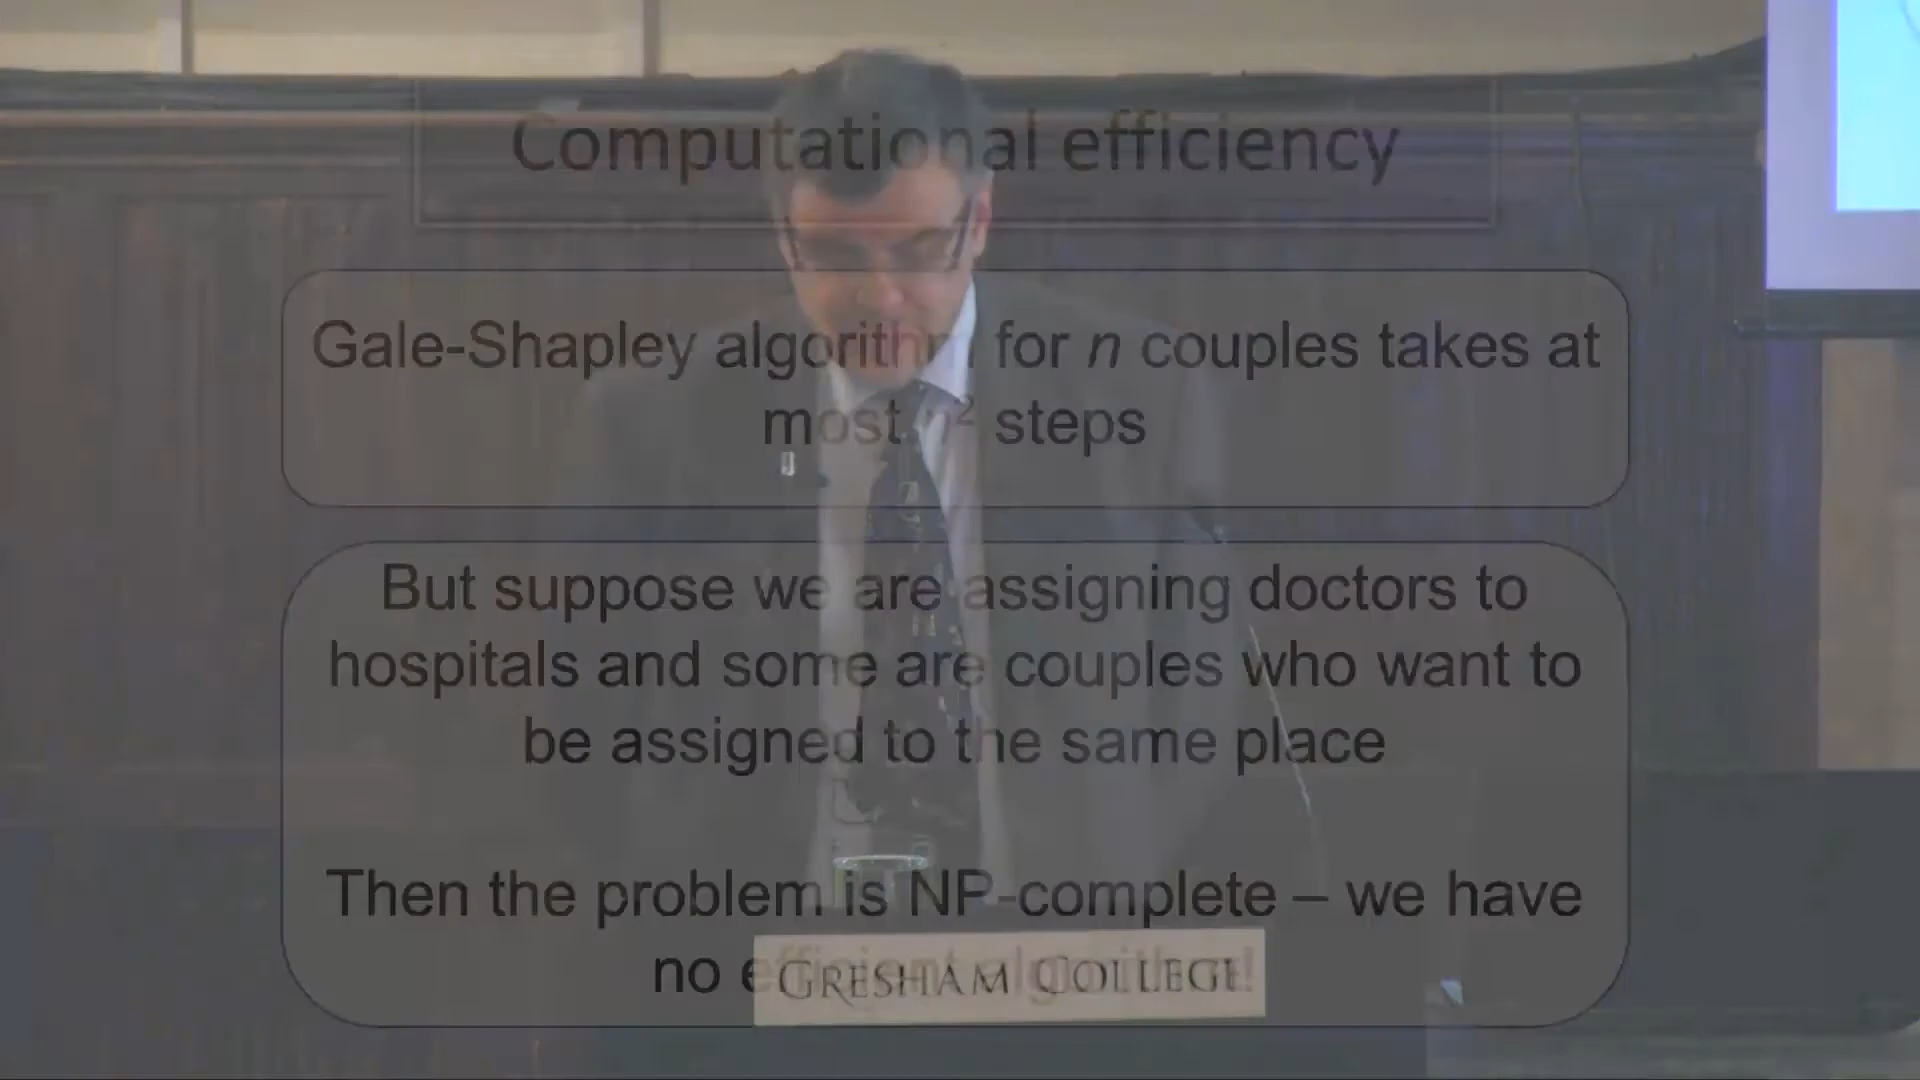 Computational efficiency
Gale-Shapley algorithm for n couples takes at
most n² steps
But suppose we are assigning doctors to
hospitals and some are couples who want to
be assigned to the same place
Then the problem is NP-complete – we have
no efficient algorithm!
GRESHAM COLLEGE